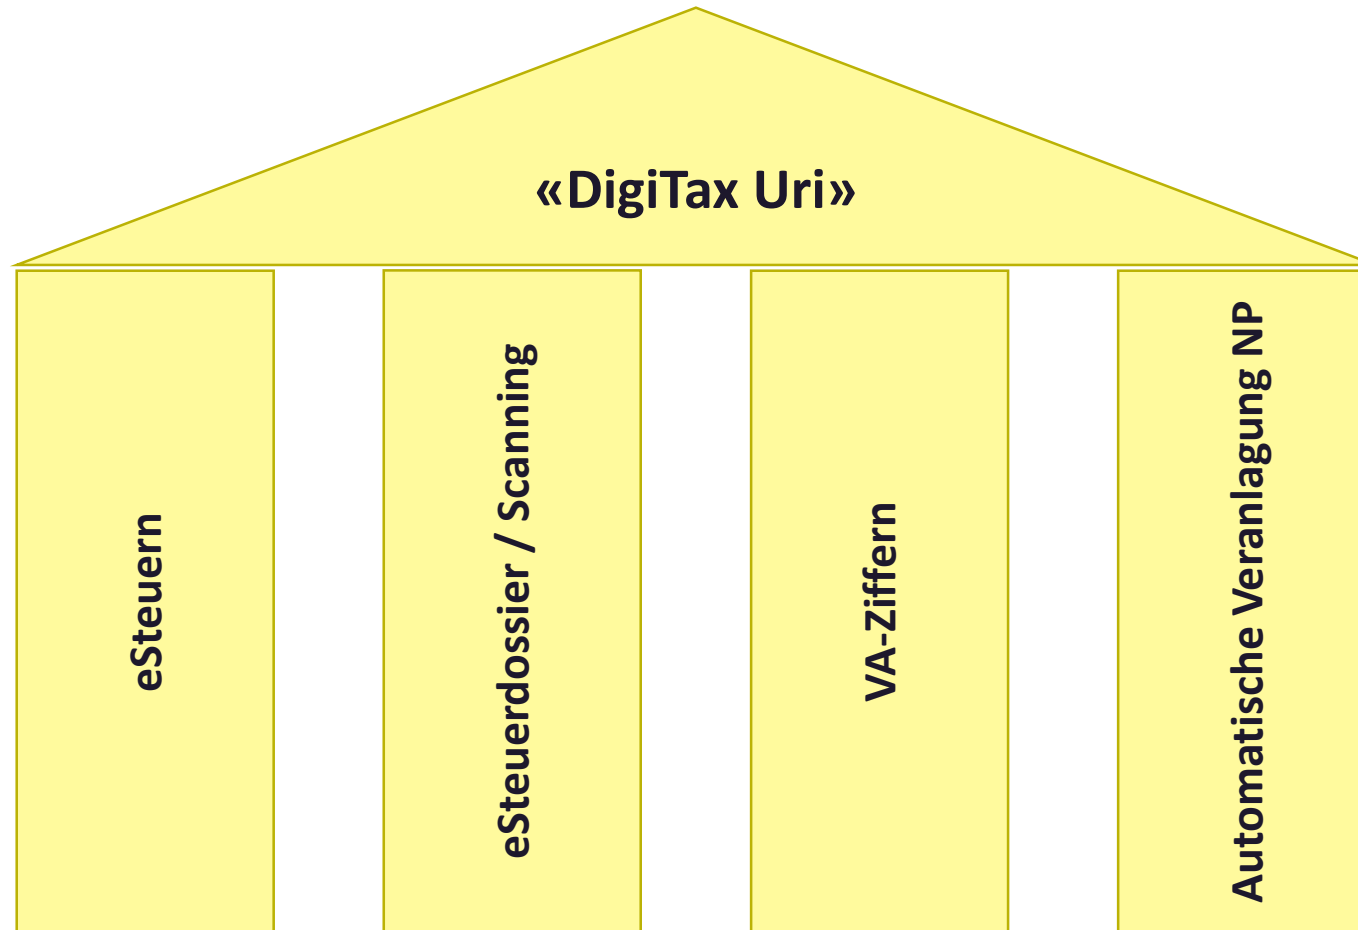 «DigiTax Uri»
eSteuern
eSteuerdossier / Scanning
VA-Ziffern
Automatische Veranlagung NP